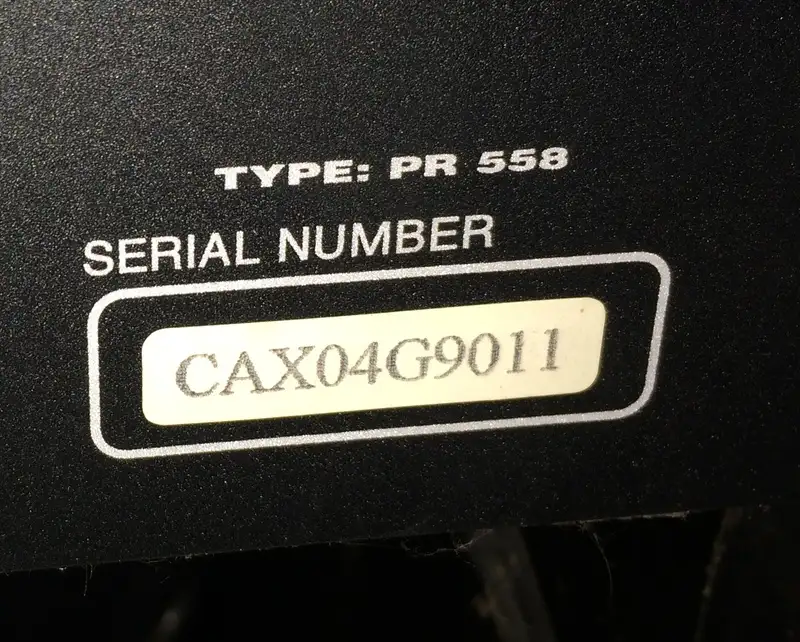 TYPE: PR 558
SERIAL NUMBER
CAX04G9011